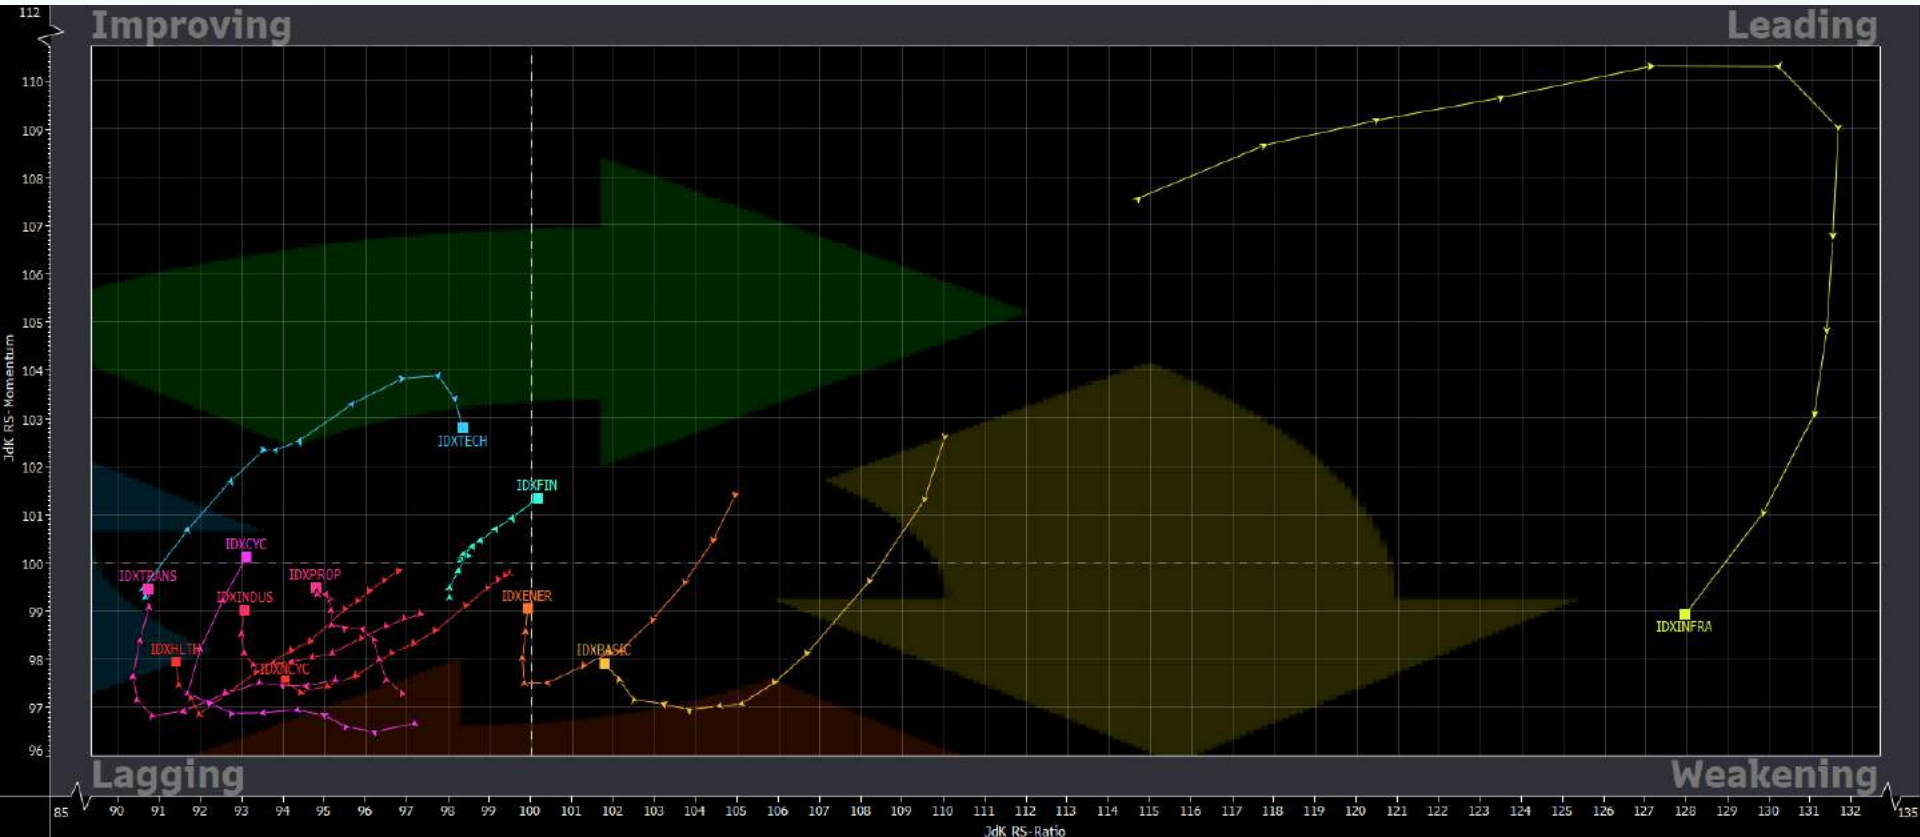 112
Improving
Leading
110
109
108
107
106
105
104
103
102
101
100
99
98
97
96
JdK RS-Momentum
IDXTECH
IDXFIN
IDXCYC
IDXTRANS
IDXPROP
IDXINDUS
IDXENER
IDXINFRA
IDXHLTH
IDXBASIC
IDXNCYC
Lagging
Weakening
85 90 91 92 93 94 95 96 97 98 99 100 101 102 103 104 105 106 107 108 109 110 111 112 113 114 115 116 117 118 119 120 121 122 123 124 125 126 127 128 129 130 131 132 135
JdK RS-Ratio